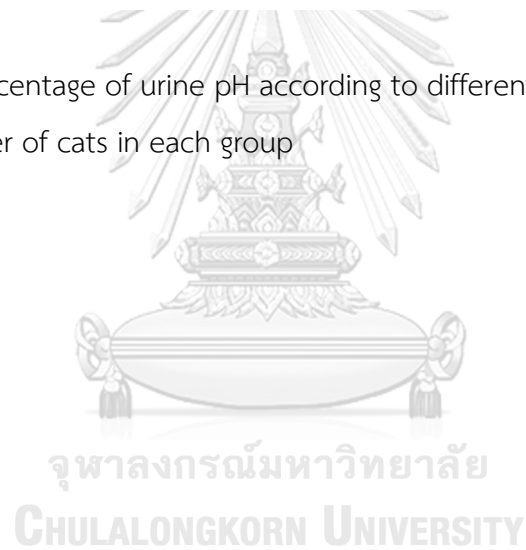 centage of urine pH according to different
er of cats in each group
จุฬาลงกรณ์มหาวิทยาลัย
CHULALONGKORN UNIVERSITY